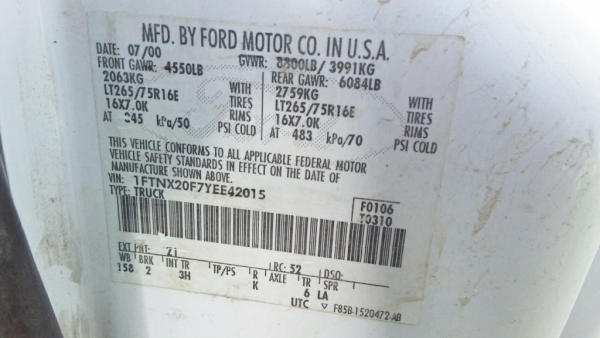 MFD. BY FORD MOTOR CO. IN U.S.A.
DATE: 07/00 GVWR: 8800LB/ 3991KG
FRONT GAWR: 4550LB REAR GAWR: 6084LB
2063KG WITH 2759KG WITH
LT265/75R16E TIRES LT265/75R16E TIRES
16X7.0K RIMS 16X7.0K RIMS
AT 345 kPa/50 PSI COLD AT 483 kPa/70 PSI COLD
THIS VEHICLE CONFORMS TO ALL APPLICABLE FEDERAL MOTOR
VEHICLE SAFETY STANDARDS IN EFFECT ON THE DATE OF
MANUFACTURE SHOWN ABOVE.
VIN: 1FTNX20F7YEE42015 F0106
TYPE: TRUCK T0310
EXT PNT: Z1 RC: 52 DSO:
WB BRK INT TR TP/PS R AXLE TR SPR
158 2 3H K 6 LA
UTC ▽ F85B-1520472-AB